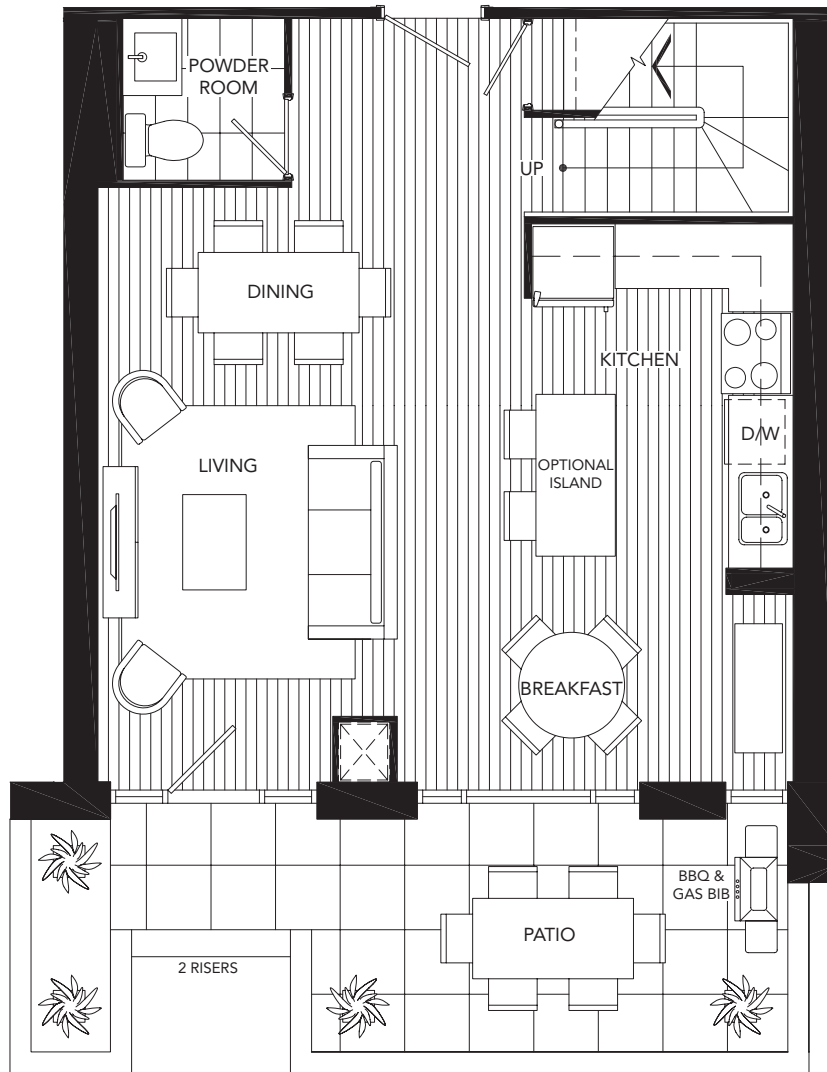 POWDER
ROOM
UP
DINING
KITCHEN
D/W
LIVING
OPTIONAL
ISLAND
BREAKFAST
BBQ &
GAS BIB
PATIO
2 RISERS